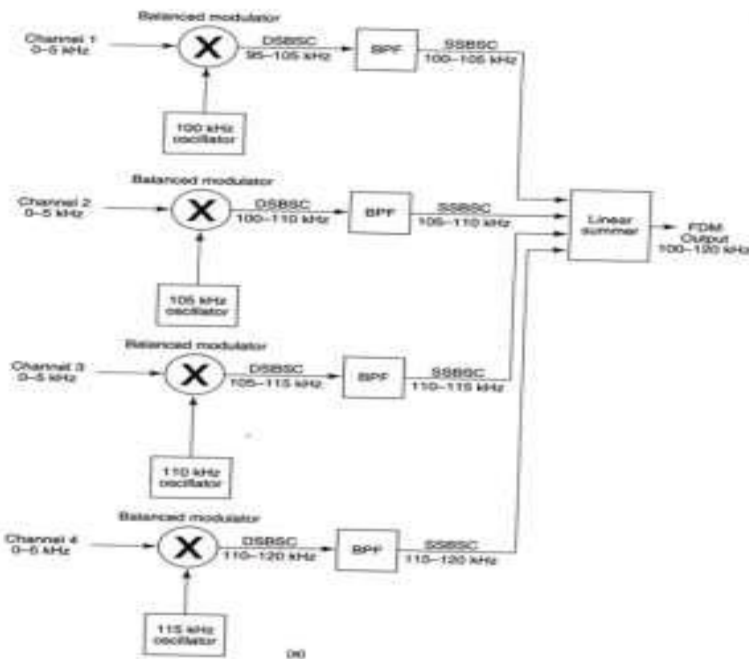 Balanced modulator
Channel 1
0–5 kHz
X
DSBSC
95–105 kHz
BPF
SSBSC
100–105 kHz
100 kHz
oscillator
Balanced modulator
Channel 2
0–5 kHz
X
DSBSC
100–110 kHz
BPF
SSBSC
105–110 kHz
Linear
summer
FDM
Output
100–120 kHz
105 kHz
oscillator
Balanced modulator
Channel 3
0–5 kHz
X
DSBSC
105–115 kHz
BPF
SSBSC
110–115 kHz
110 kHz
oscillator
Balanced modulator
Channel 4
0–5 kHz
X
DSBSC
110–120 kHz
BPF
SSBSC
115–120 kHz
115 kHz
oscillator